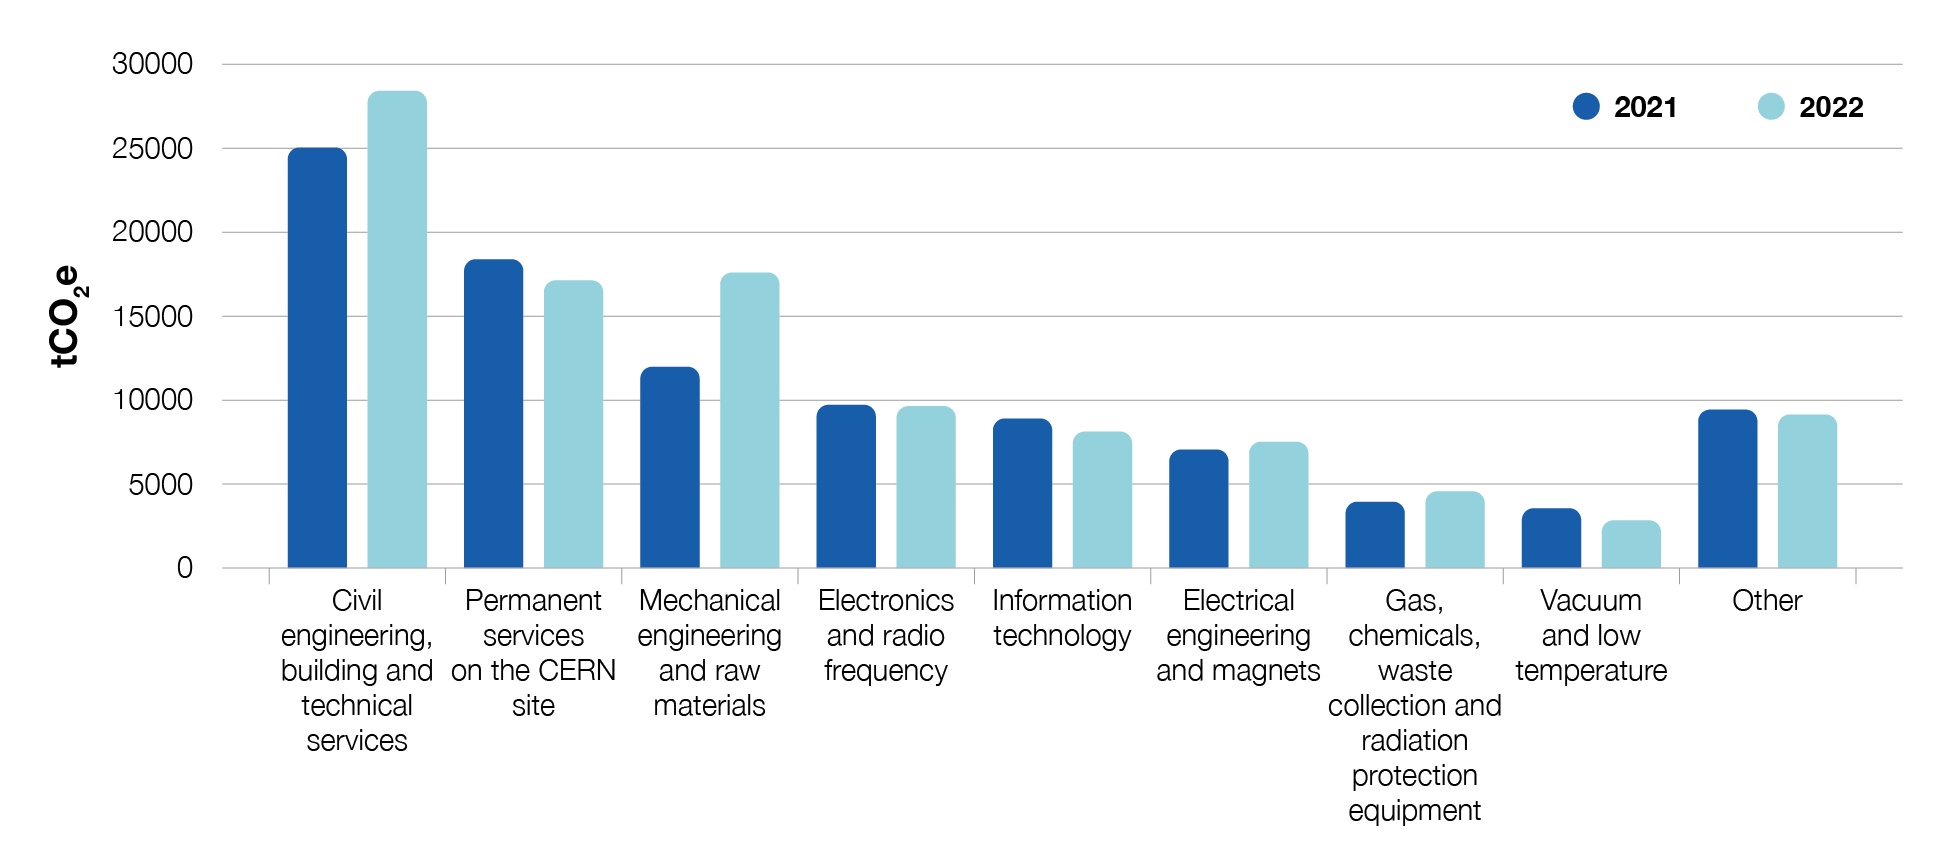 30000
25000
20000
15000
10000
5000
0
tCO₂e
2021
2022
Civil
engineering,
building and
technical
services
Permanent
services
on the CERN
site
Mechanical
engineering
and raw
materials
Electronics
and radio
frequency
Information
technology
Electrical
engineering
and magnets
Gas,
chemicals,
waste
collection and
radiation
protection
equipment
Vacuum
and low
temperature
Other